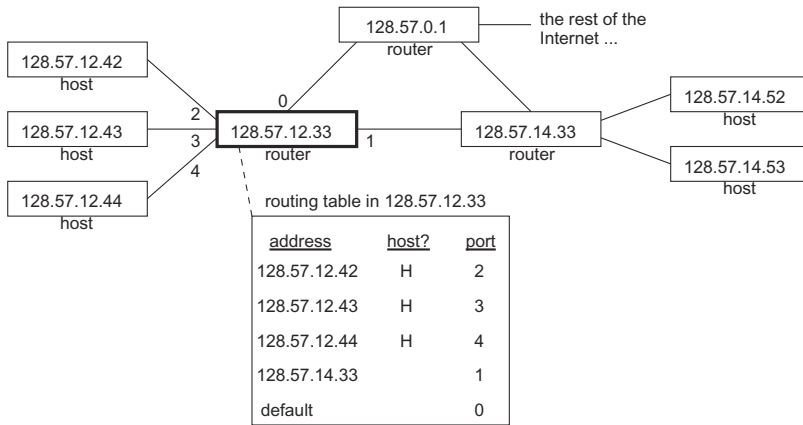 128.57.0.1
router
the rest of the
Internet ...
128.57.12.42
host
128.57.12.43
host
128.57.12.44
host
0
2
3
4
128.57.12.33
router
1
128.57.14.33
router
128.57.14.52
host
128.57.14.53
host
routing table in 128.57.12.33
address host? port
128.57.12.42 H 2
128.57.12.43 H 3
128.57.12.44 H 4
128.57.14.33 1
default 0